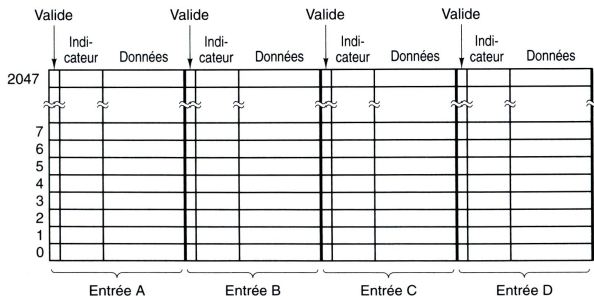 Valide Valide Valide Valide
Indi-
cateur Données Indi-
cateur Données Indi-
cateur Données Indi-
cateur Données
2047
7
6
5
4
3
2
1
0
Entrée A Entrée B Entrée C Entrée D